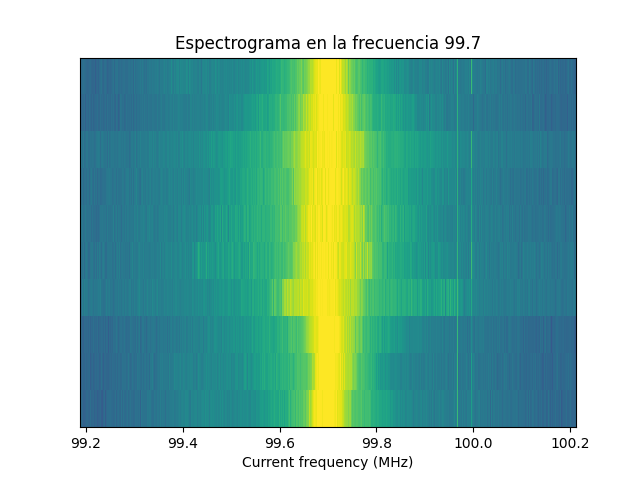 Espectrograma en la frecuencia 99.7
99.2 99.4 99.6 99.8 100.0 100.2
Current frequency (MHz)